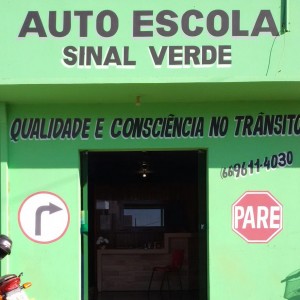 AUTO ESCOLA
SINAL VERDE
QUALIDADE E CONSCIÊNCIA NO TRÂNSITO
(66)9611-4030
PARE